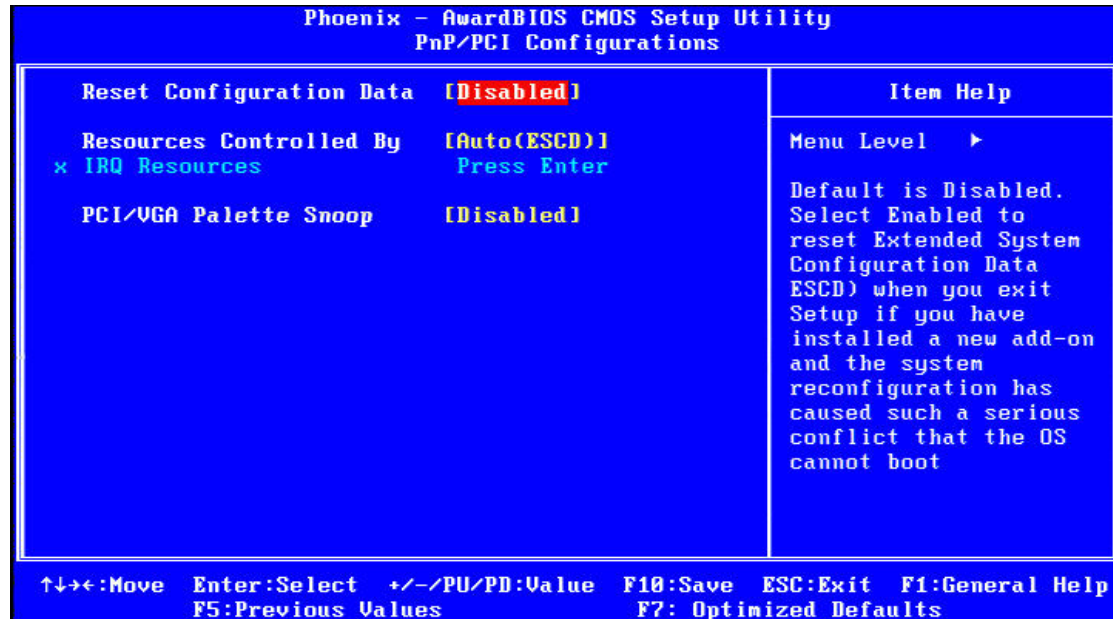 Phoenix - AwardBIOS CMOS Setup Utility
PnP/PCI Configurations
Reset Configuration Data [Disabled]
Resources Controlled By [Auto(ESCD)]
x IRQ Resources Press Enter
PCI/VGA Palette Snoop [Disabled]
Item Help
Menu Level ►
Default is Disabled.
Select Enabled to
reset Extended System
Configuration Data
ESCD) when you exit
Setup if you have
installed a new add-on
and the system
reconfiguration has
caused such a serious
conflict that the OS
cannot boot
↑↓→←:Move Enter:Select +/-/PU/PD:Value F10:Save ESC:Exit F1:General Help
F5:Previous Values F7: Optimized Defaults